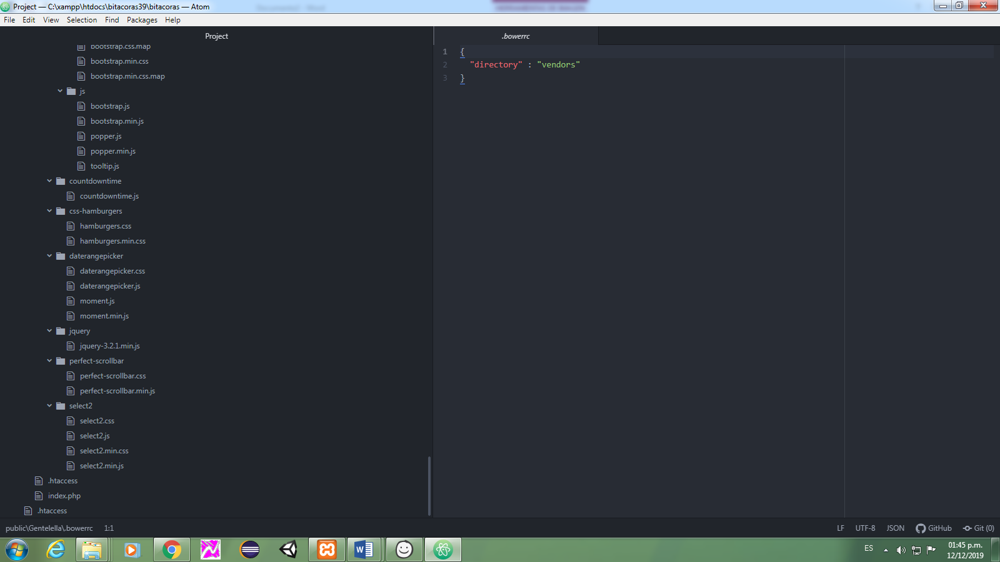 Project — C:\xampp\htdocs\bitacoras39\bitacoras — Atom
File Edit View Selection Find Packages Help
Project
bootstrap.css.map
bootstrap.min.css
bootstrap.min.css.map
js
bootstrap.js
bootstrap.min.js
popper.js
popper.min.js
tooltip.js
countdowntime
countdowntime.js
css-hamburgers
hamburgers.css
hamburgers.min.css
daterangepicker
daterangepicker.css
daterangepicker.js
moment.js
moment.min.js
jquery
jquery-3.2.1.min.js
perfect-scrollbar
perfect-scrollbar.css
perfect-scrollbar.min.js
select2
select2.css
select2.js
select2.min.css
select2.min.js
.htaccess
index.php
.htaccess
.bowerrc
1 {
2 "directory" : "vendors"
3 }
public\Gentelella\.bowerrc 1:1
LF UTF-8 JSON GitHub Git (0)
ES
01:45 p.m.
12/12/2019